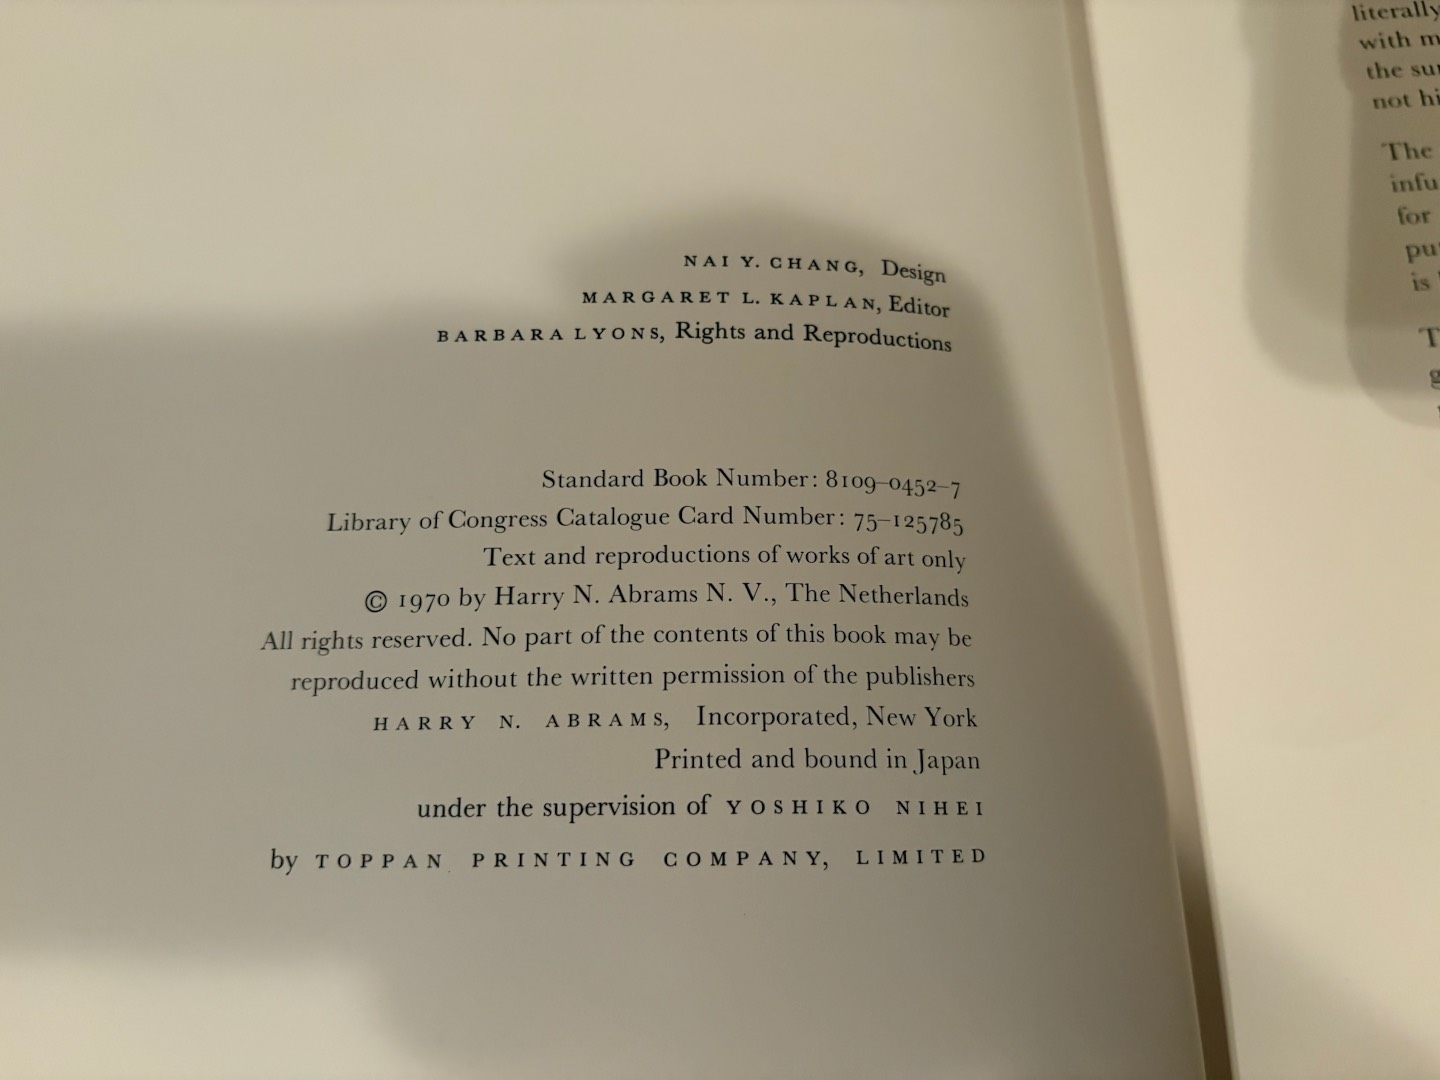 NAI Y. CHANG, Design
MARGARET L. KAPLAN, Editor
BARBARA LYONS, Rights and Reproductions
Standard Book Number: 8109–0452–7
Library of Congress Catalogue Card Number: 75–125785
Text and reproductions of works of art only
© 1970 by Harry N. Abrams N. V., The Netherlands
All rights reserved. No part of the contents of this book may be
reproduced without the written permission of the publishers
HARRY N. ABRAMS, Incorporated, New York
Printed and bound in Japan
under the supervision of YOSHIKO NIHEI
by TOPPAN PRINTING COMPANY, LIMITED
literally
with
the
not
The
for
is